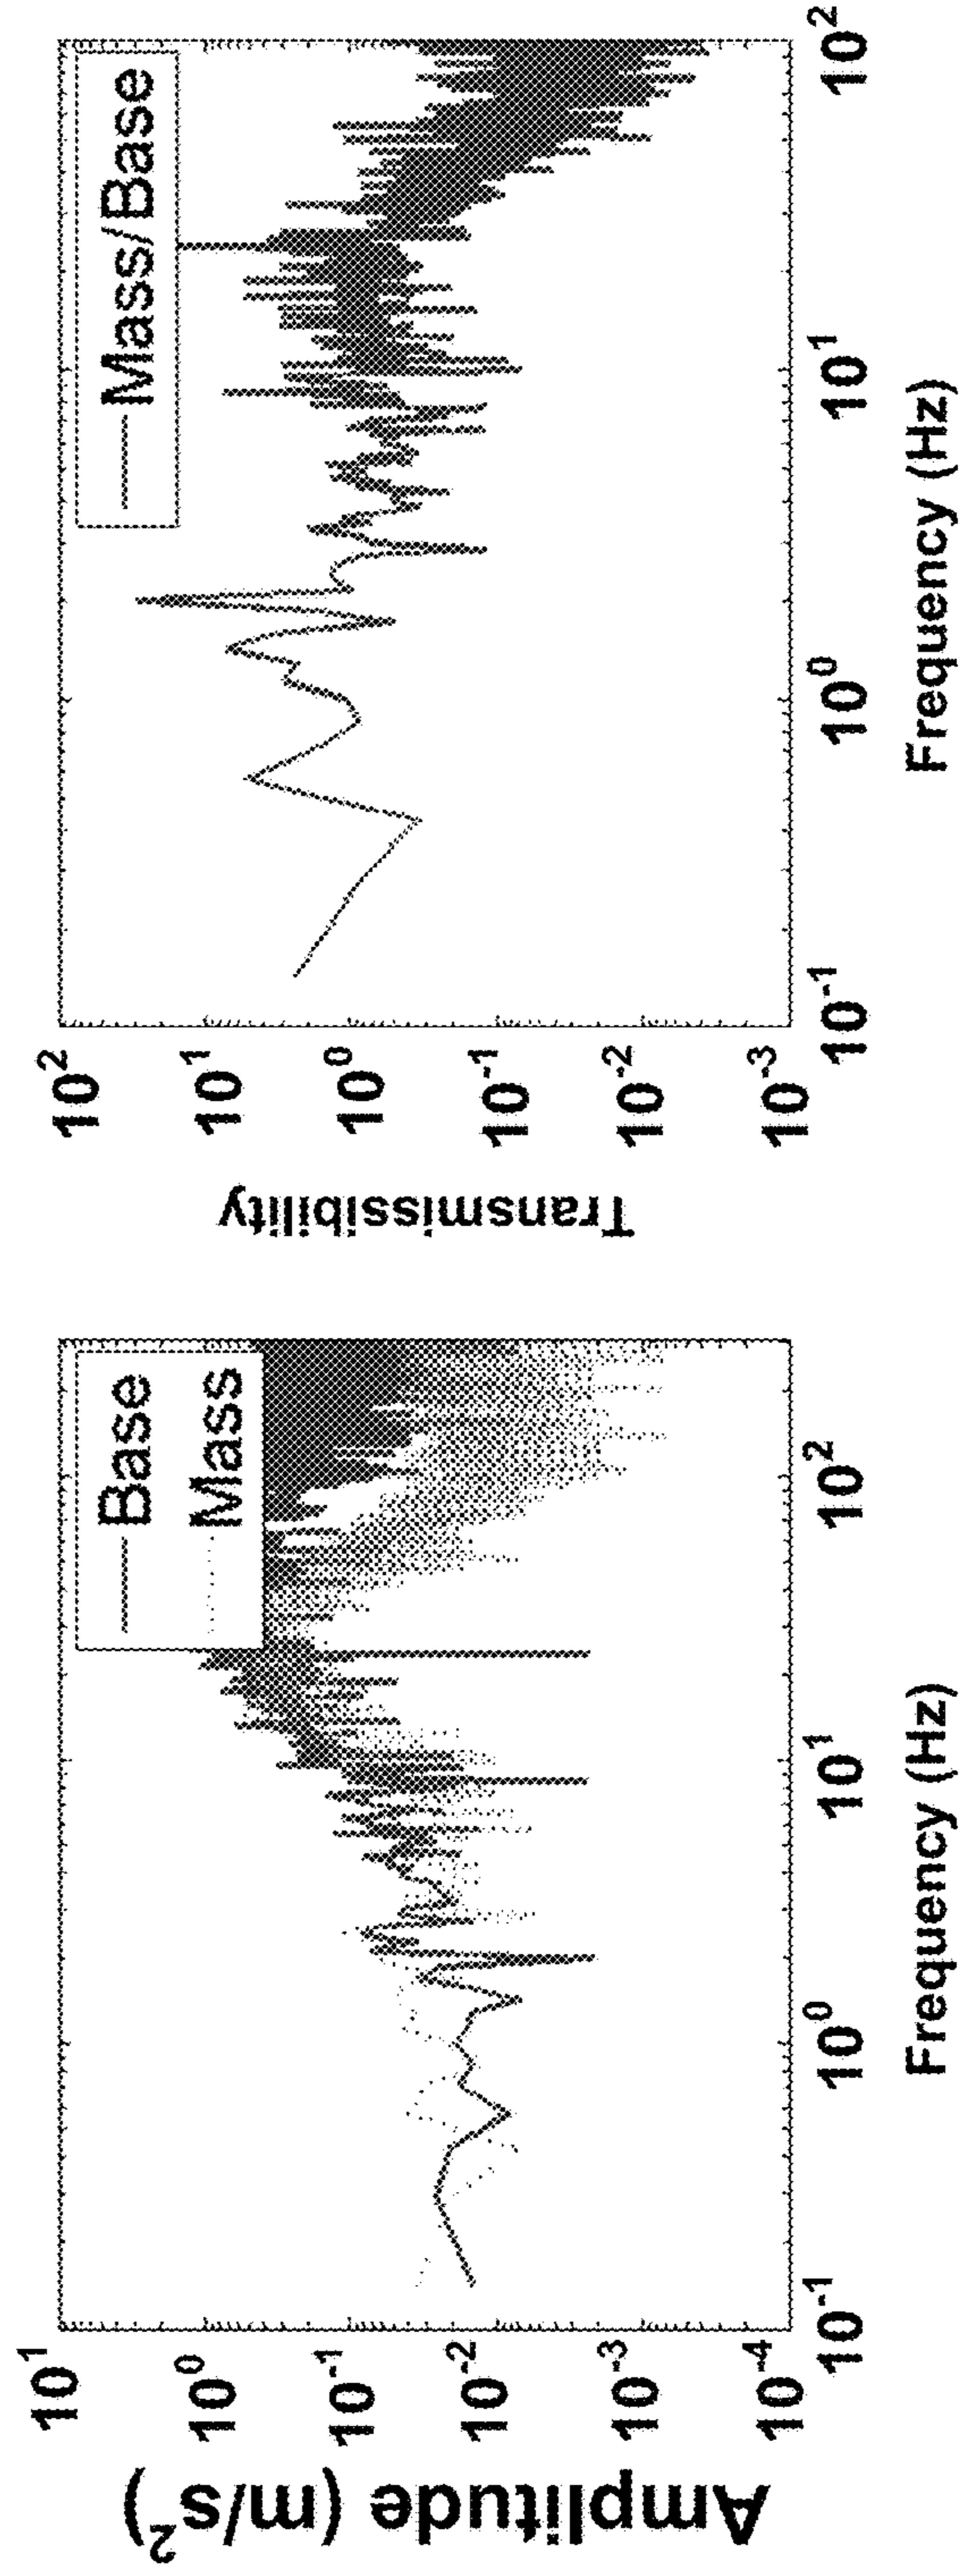 Amplitude (m/s²)
10¹
10⁰
10⁻¹
10⁻²
10⁻³
10⁻⁴
Base
Mass
10⁻¹
10⁰
10¹
10²
Frequency (Hz)
Transmissibility
10²
10¹
10⁰
10⁻¹
10⁻²
10⁻³
Mass/Base
10⁻¹
10⁰
10¹
10²
Frequency (Hz)